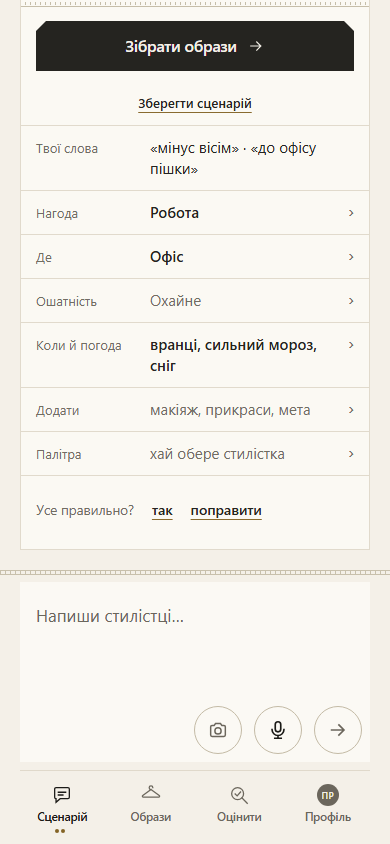 Зібрати образи →
Зберегти сценарій
Твої слова «мінус вісім» · «до офісу
пішки»
Нагода Робота
Де Офіс
Ошатність Охайне
Коли й погода вранці, сильний мороз,
сніг
Додати макіяж, прикраси, мета
Палітра хай обере стилістка
Усе правильно? так поправити
Напиши стилістці...
Сценарій Образи Оцінити ПР Профіль